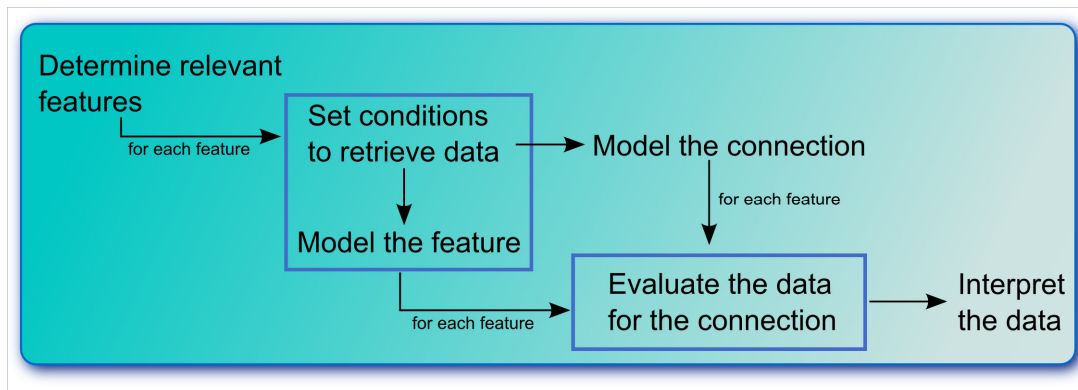 Determine relevant
features
for each feature
Set conditions
to retrieve data
Model the feature
Model the connection
for each feature
for each feature
Evaluate the data
for the connection
Interpret
the data